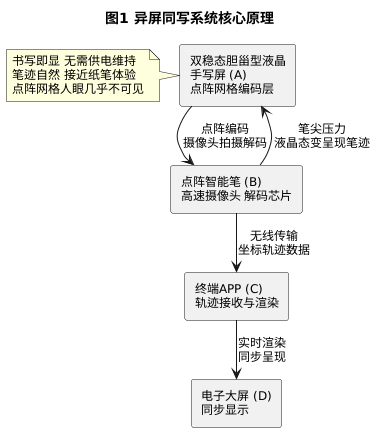 图1 异屏同写系统核心原理
书写即显 无需供电维持
笔迹自然 接近纸笔体验
点阵网格人眼几乎不可见
双稳态胆甾型液晶
手写屏 (A)
点阵网格编码层
点阵编码
摄像头拍摄解码
笔尖压力
液晶态变呈现笔迹
点阵智能笔 (B)
高速摄像头 解码芯片
无线传输
坐标轨迹数据
终端APP (C)
轨迹接收与渲染
实时渲染
同步呈现
电子大屏 (D)
同步显示